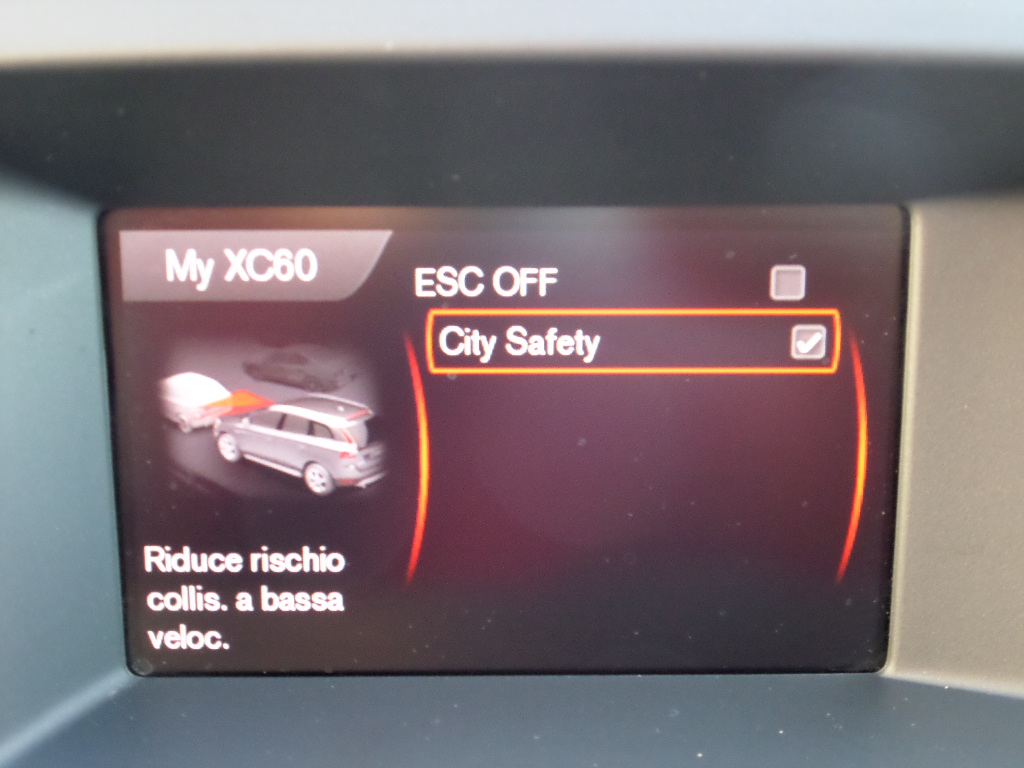 My XC60
ESC OFF
City Safety
Riduce rischio
collis. a bassa
veloc.